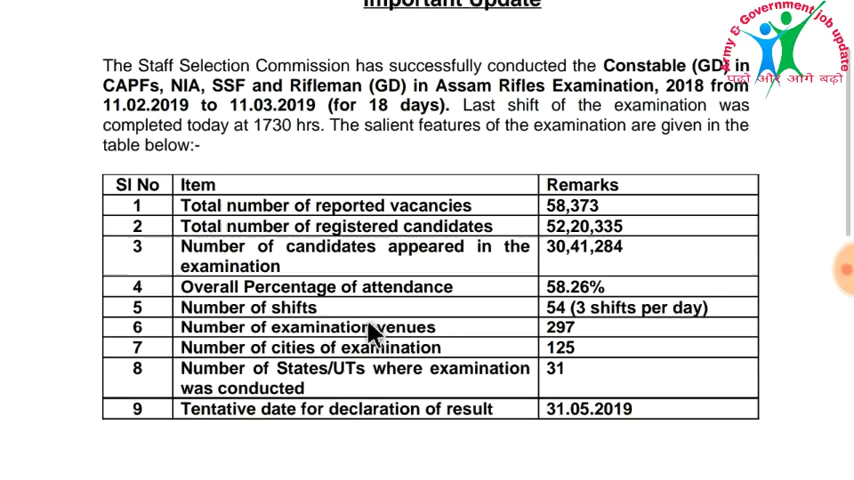 Important Update
The Staff Selection Commission has successfully conducted the Constable (GD) in
CAPFs, NIA, SSF and Rifleman (GD) in Assam Rifles Examination, 2018 from
11.02.2019 to 11.03.2019 (for 18 days). Last shift of the examination was
completed today at 1730 hrs. The salient features of the examination are given in the
table below:-
Sl No Item Remarks
1 Total number of reported vacancies 58,373
2 Total number of registered candidates 52,20,335
3 Number of candidates appeared in the 30,41,284
examination
4 Overall Percentage of attendance 58.26%
5 Number of shifts 54 (3 shifts per day)
6 Number of examination venues 297
7 Number of cities of examination 125
8 Number of States/UTs where examination 31
was conducted
9 Tentative date for declaration of result 31.05.2019
Army & Government job update
पढ़ो और आगे बढ़ो